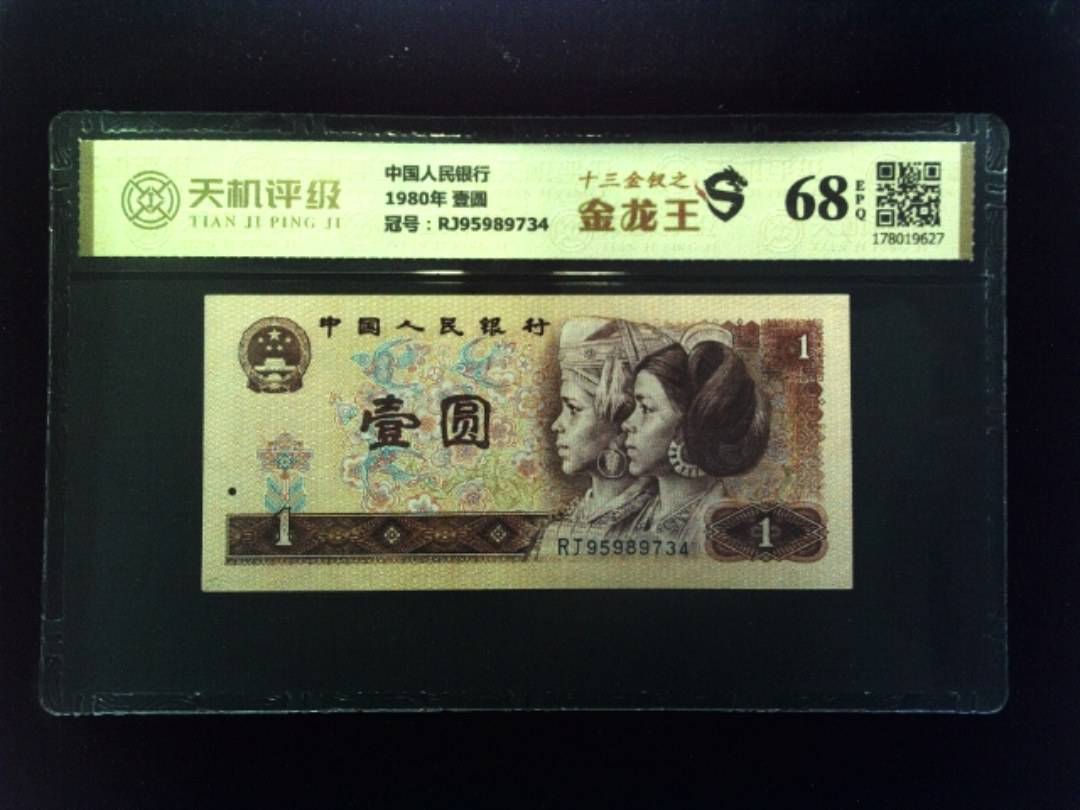 天机评级
TIAN JI PING JI
中国人民银行
1980年 壹圆
冠号：RJ95989734
十三金钗之
金龙王
68
EPQ
178019627
中国人民银行
1
壹圆
1
RJ95989734
1